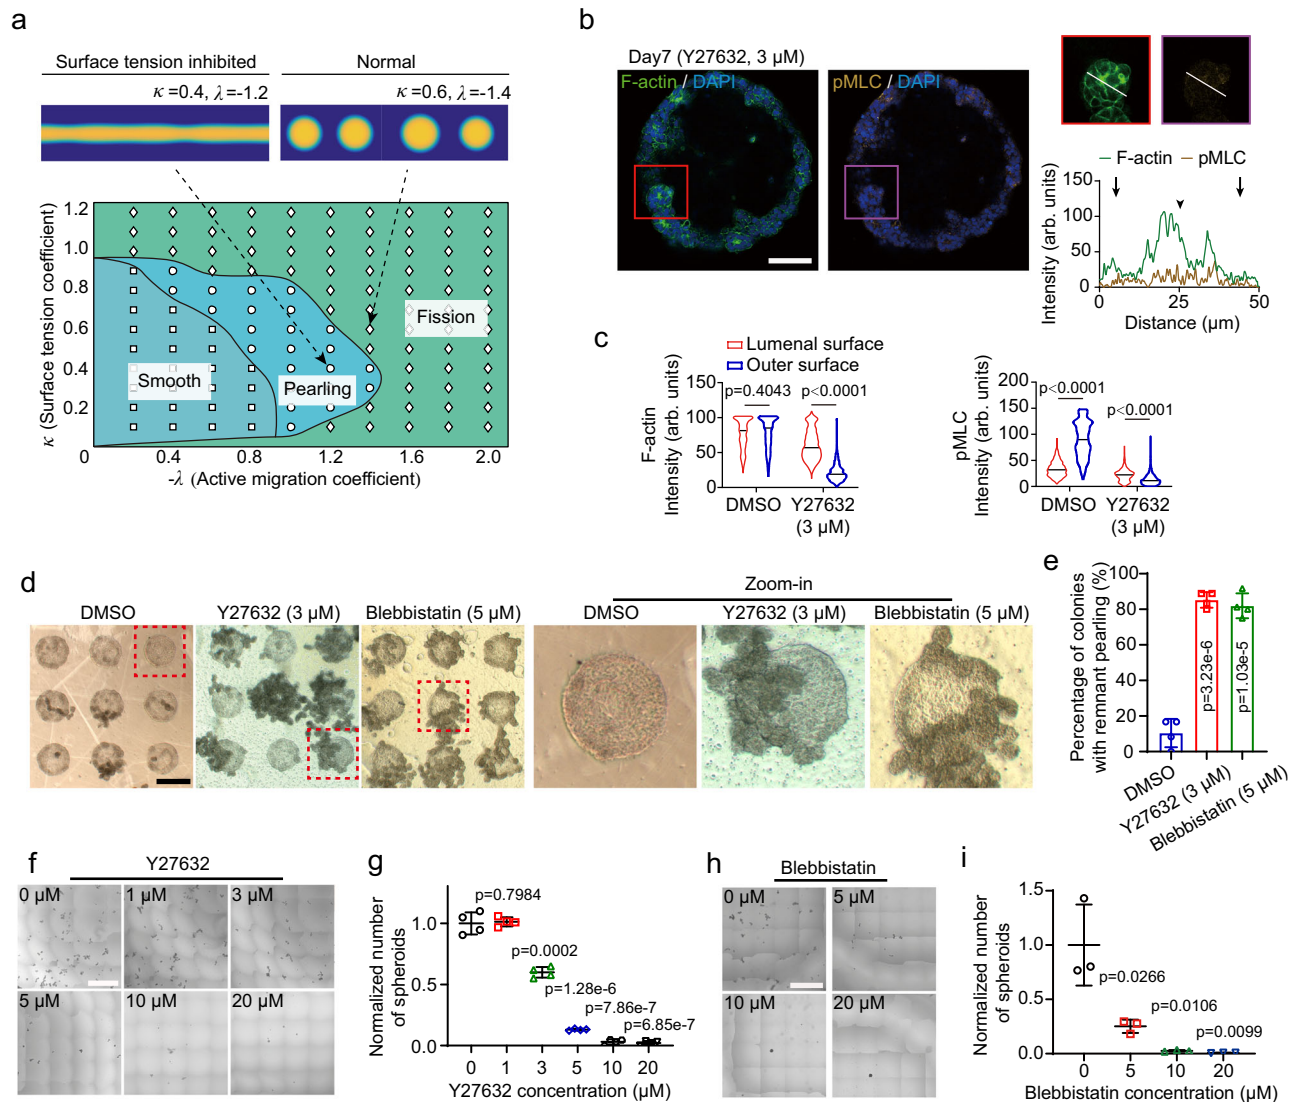 a
Surface tension inhibited
Normal
κ=0.4, λ=-1.2
κ=0.6, λ=-1.4
κ (Surface tension coefficient)
1.2
1.0
0.8
0.6
0.4
0.2
Smooth
Pearling
Fission
0
0.4
0.8
1.2
1.6
2.0
-λ (Active migration coefficient)
b
Day7 (Y27632, 3 µM)
F-actin / DAPI
pMLC / DAPI
F-actin
pMLC
Intensity (arb. units)
150
100
50
0
0
25
50
Distance (µm)
c
Lumenal surface
Outer surface
F-actin
Intensity (arb. units)
150
100
50
0
p=0.4043
p<0.0001
DMSO
Y27632
(3 µM)
pMLC
Intensity (arb. units)
200
150
100
50
0
p<0.0001
p<0.0001
DMSO
Y27632
(3 µM)
d
Zoom-in
DMSO
Y27632 (3 µM)
Blebbistatin (5 µM)
DMSO
Y27632 (3 µM)
Blebbistatin (5 µM)
e
Percentage of colonies
with remnant pearling (%)
100
80
60
40
20
0
p=3.23e-6
p=1.03e-5
DMSO
Y27632 (3 µM)
Blebbistatin (5 µM)
f
Y27632
0 µM
1 µM
3 µM
5 µM
10 µM
20 µM
g
Normalized number
of spheroids
1.0
0.5
0.0
p=0.7984
p=0.0002
p=1.28e-6
p=7.86e-7
p=6.85e-7
0
1
3
5
10
20
Y27632 concentration (µM)
h
Blebbistatin
0 µM
5 µM
10 µM
20 µM
i
Normalized number
of spheroids
1.5
1.0
0.5
0.0
p=0.0266
p=0.0106
p=0.0099
0
5
10
20
Blebbistatin concentration (µM)